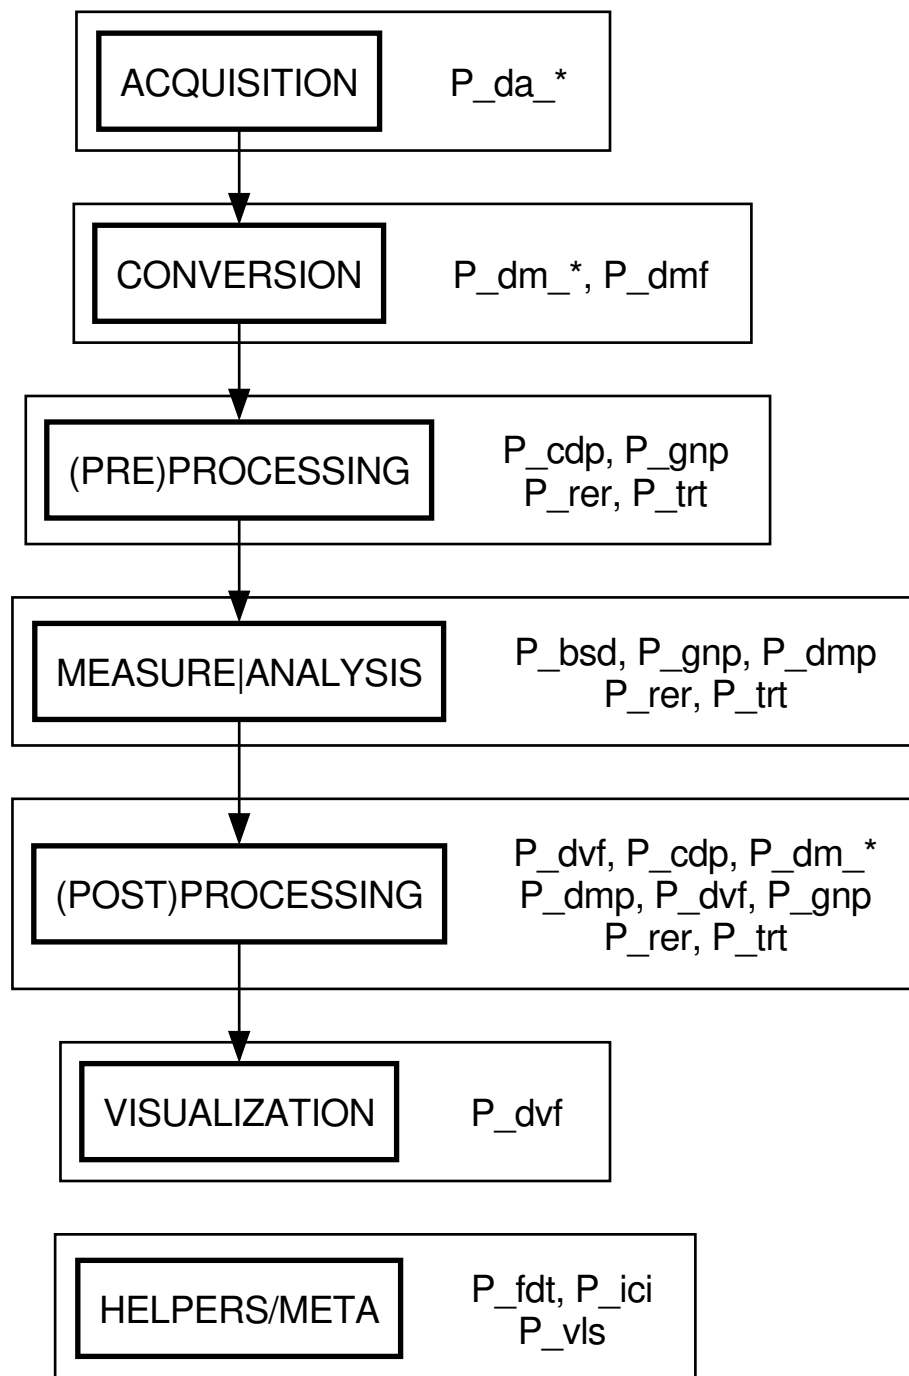 ACQUISITION P_da_*
CONVERSION P_dm_*, P_dmf
(PRE)PROCESSING
P_cdp, P_gnp
P_rer, P_trt
MEASURE|ANALYSIS
P_bsd, P_gnp, P_dmp
P_rer, P_trt
(POST)PROCESSING
P_dvf, P_cdp, P_dm_*
P_dmp, P_dvf, P_gnp
P_rer, P_trt
VISUALIZATION P_dvf
HELPERS/META
P_fdt, P_ici
P_vls